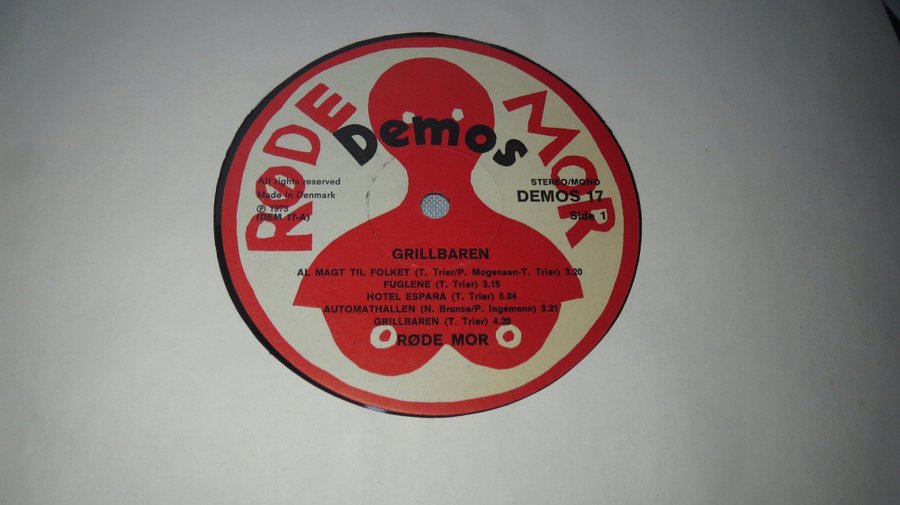 RØDE MOR
Demos
All rights reserved
Made in Denmark
℗ 1973
(DEM 17-A)
STEREO/MONO
DEMOS 17
Side 1
GRILLBAREN
AL MAGT TIL FOLKET (T. Trier/P. Mogensen-T. Trier) 3.20
FUGLENE (T. Trier) 3.15
HOTEL ESPAÑA (T. Trier) 5.04
AUTOMATHALLEN (N. Brunse/P. Ingemann) 3.21
GRILLBAREN (T. Trier) 4.20
RØDE MOR